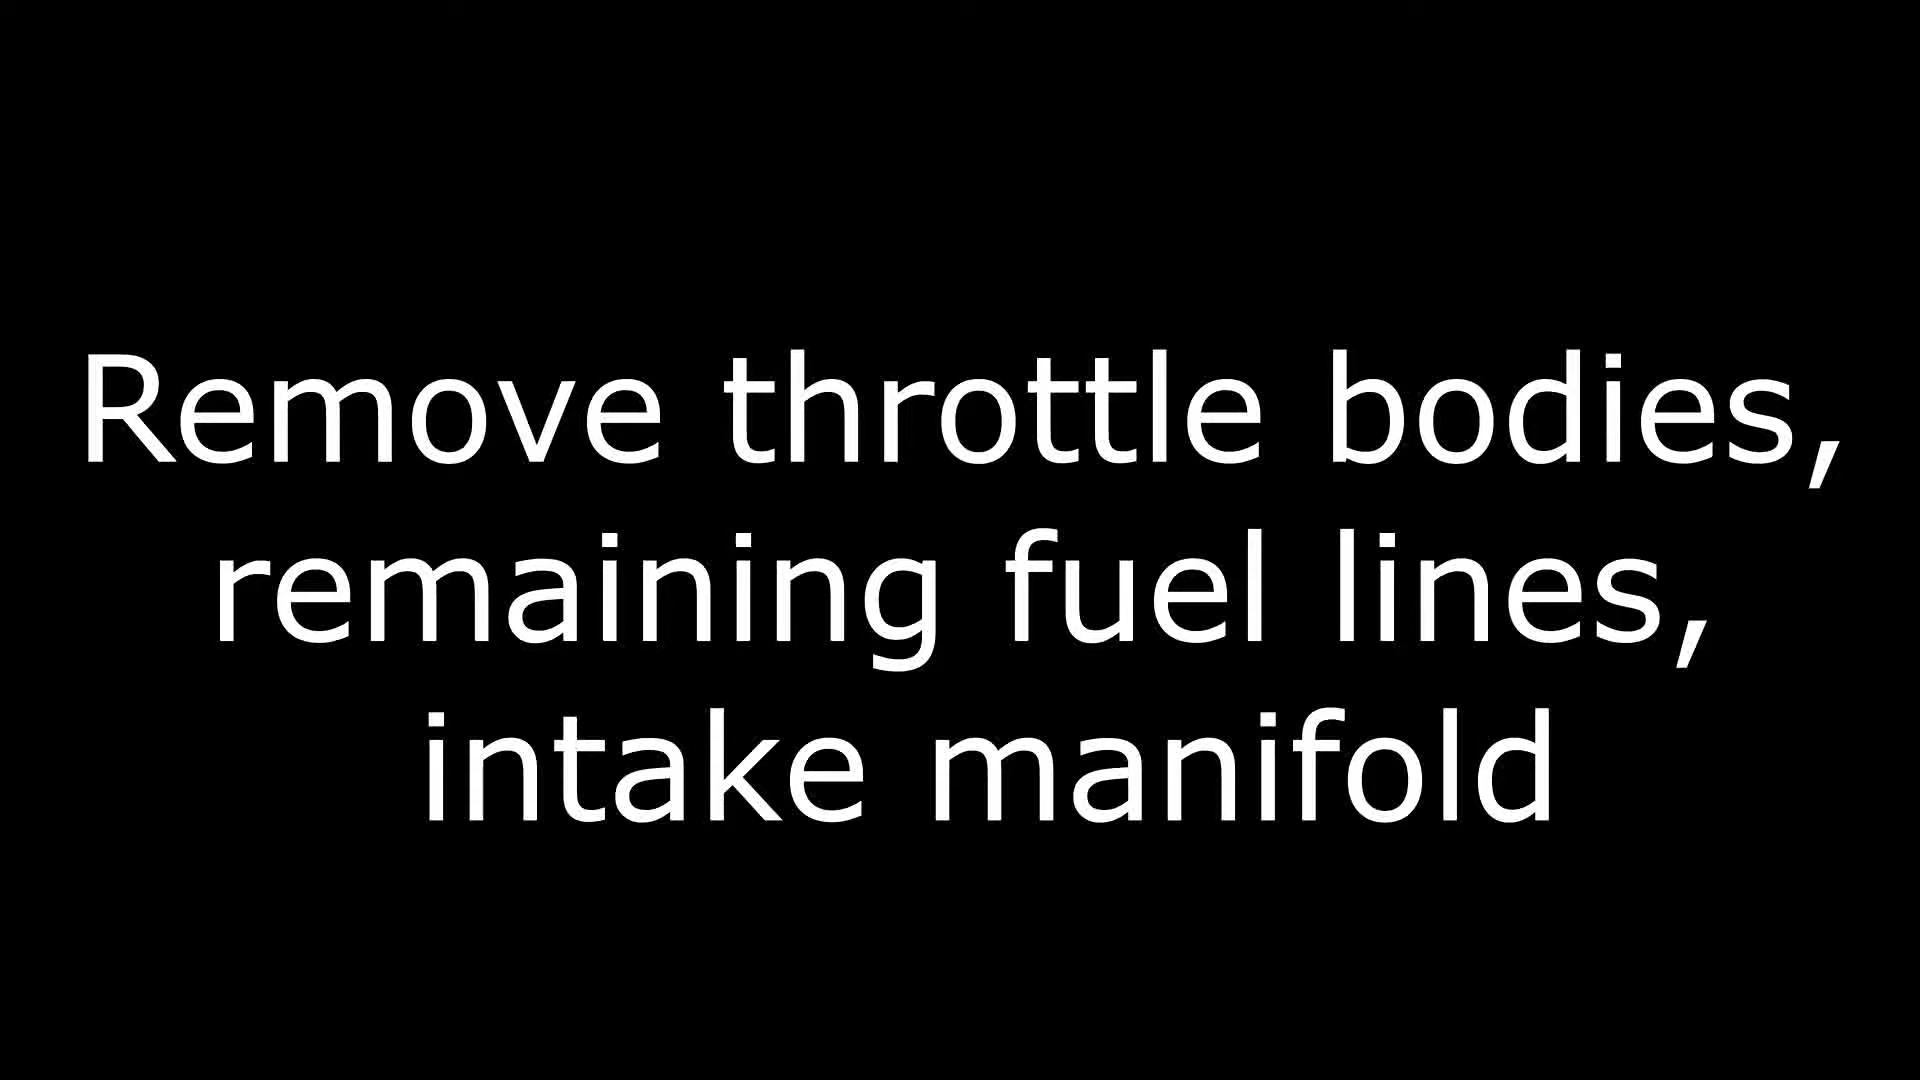 Remove throttle bodies,
remaining fuel lines,
intake manifold